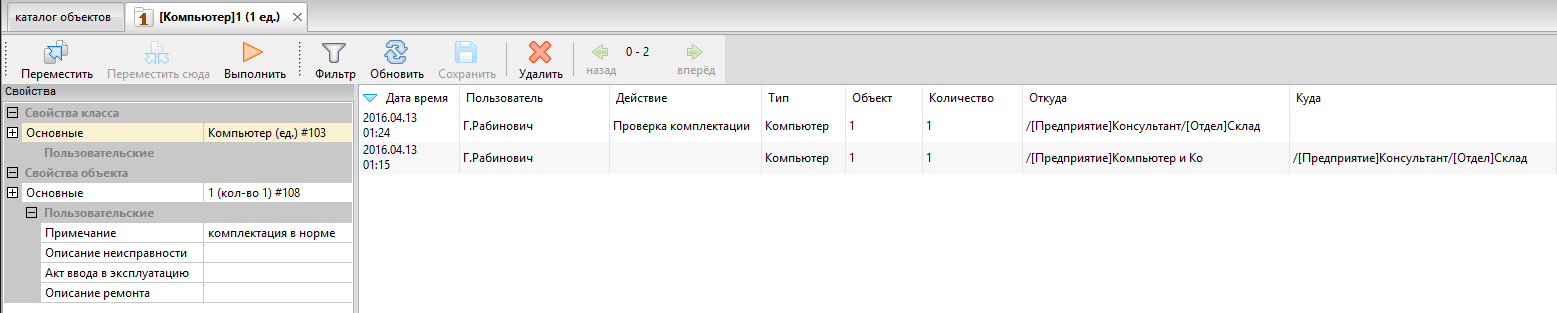 каталог объектов
1 [Компьютер]1 (1 ед.)
Переместить
Переместить сюда
Выполнить
Фильтр
Обновить
Сохранить
Удалить
назад
0 - 2
вперёд
Свойства
Свойства класса
Основные Компьютер (ед.) #103
Пользовательские
Свойства объекта
Основные 1 (кол-во 1) #108
Пользовательские
Примечание комплектация в норме
Описание неисправности
Акт ввода в эксплуатацию
Описание ремонта
Дата время Пользователь Действие Тип Объект Количество Откуда Куда
2016.04.13
01:24 Г.Рабинович Проверка комплектации Компьютер 1 1 /[Предприятие]Консультант/[Отдел]Склад
2016.04.13
01:15 Г.Рабинович Компьютер 1 1 /[Предприятие]Компьютер и Ко /[Предприятие]Консультант/[Отдел]Склад